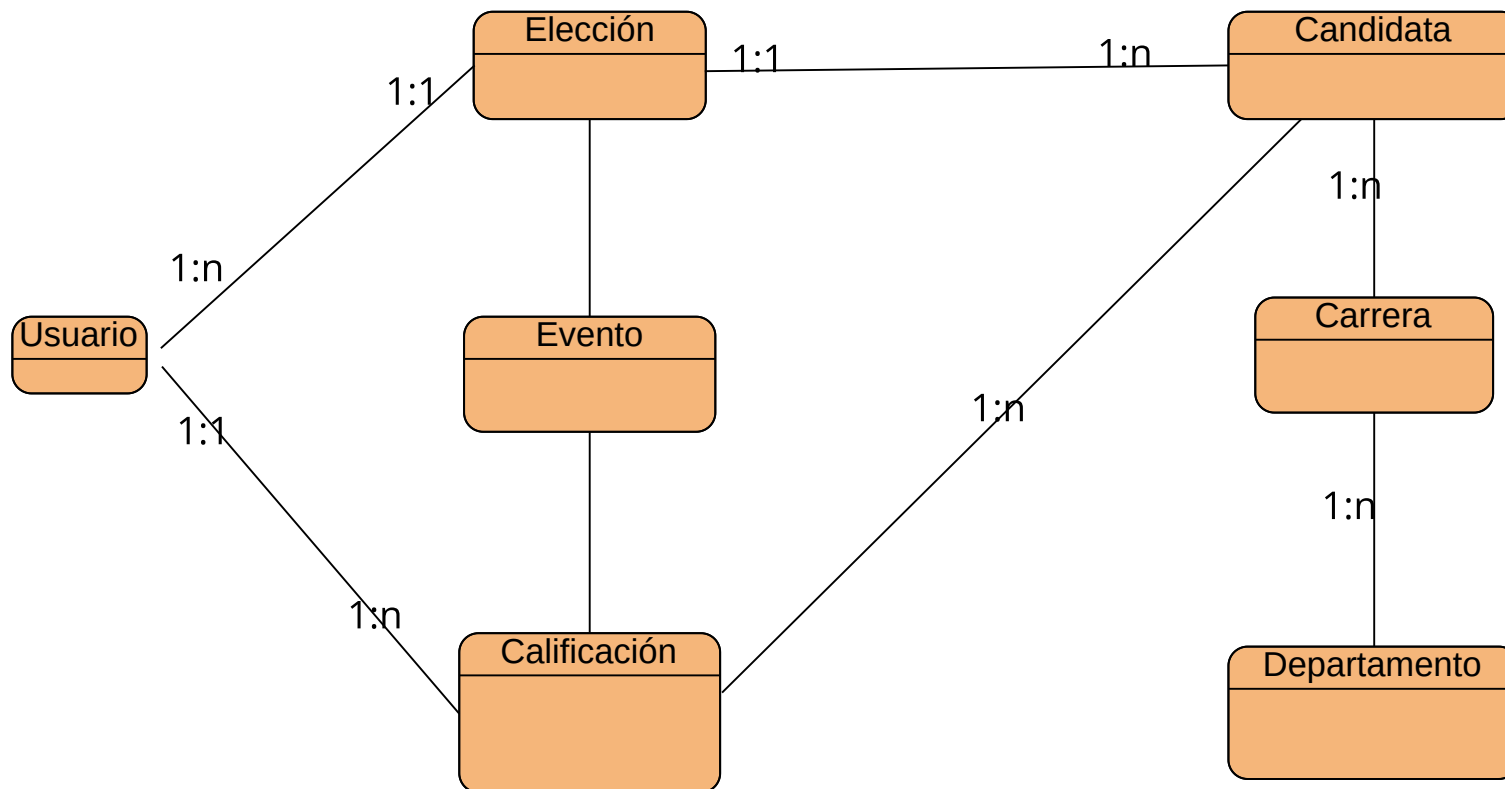 Elección
Candidata
1:1
1:n
1:1
1:n
1:n
Usuario
Evento
Carrera
1:1
1:n
1:n
1:n
Calificación
Departamento